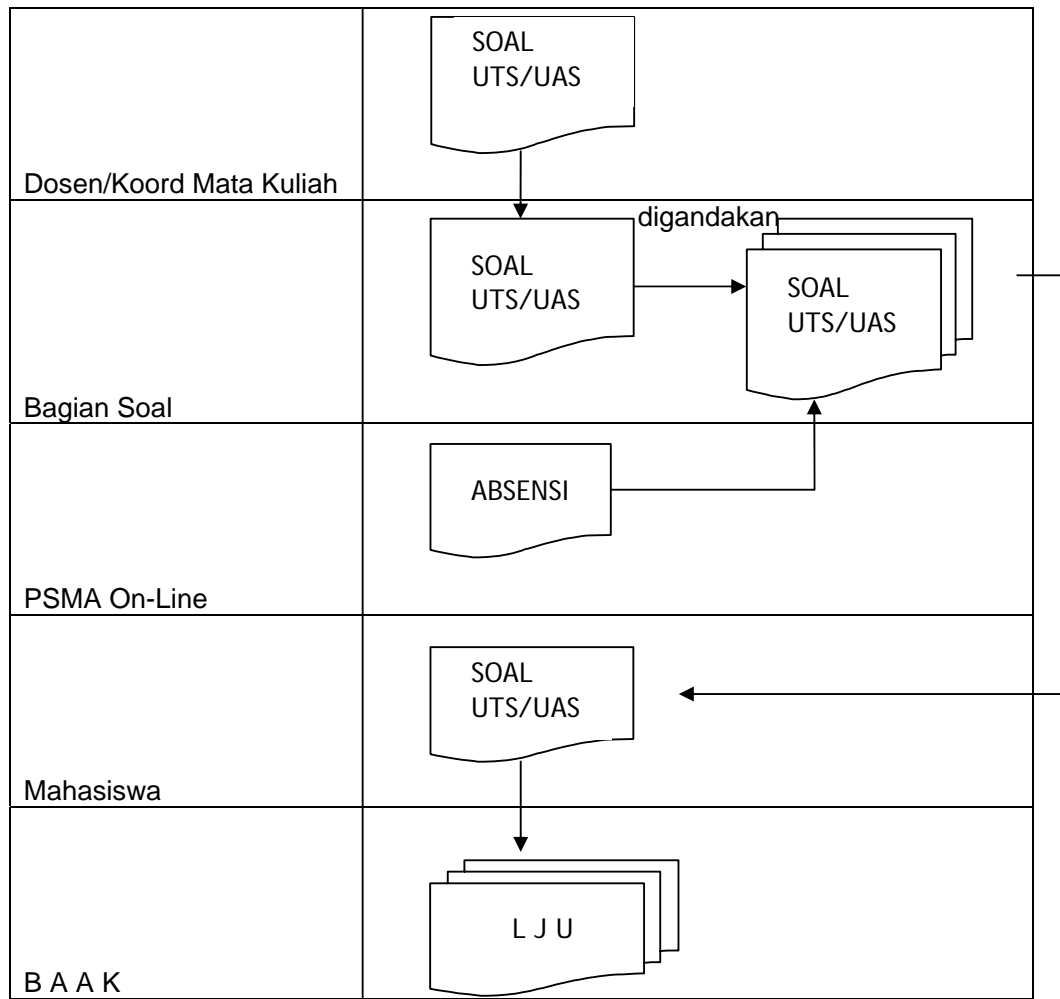 SOAL
UTS/UAS
Dosen/Koord Mata Kuliah
digandakan
SOAL
UTS/UAS
SOAL
UTS/UAS
Bagian Soal
ABSENSI
PSMA On-Line
SOAL
UTS/UAS
Mahasiswa
L J U
B A A K